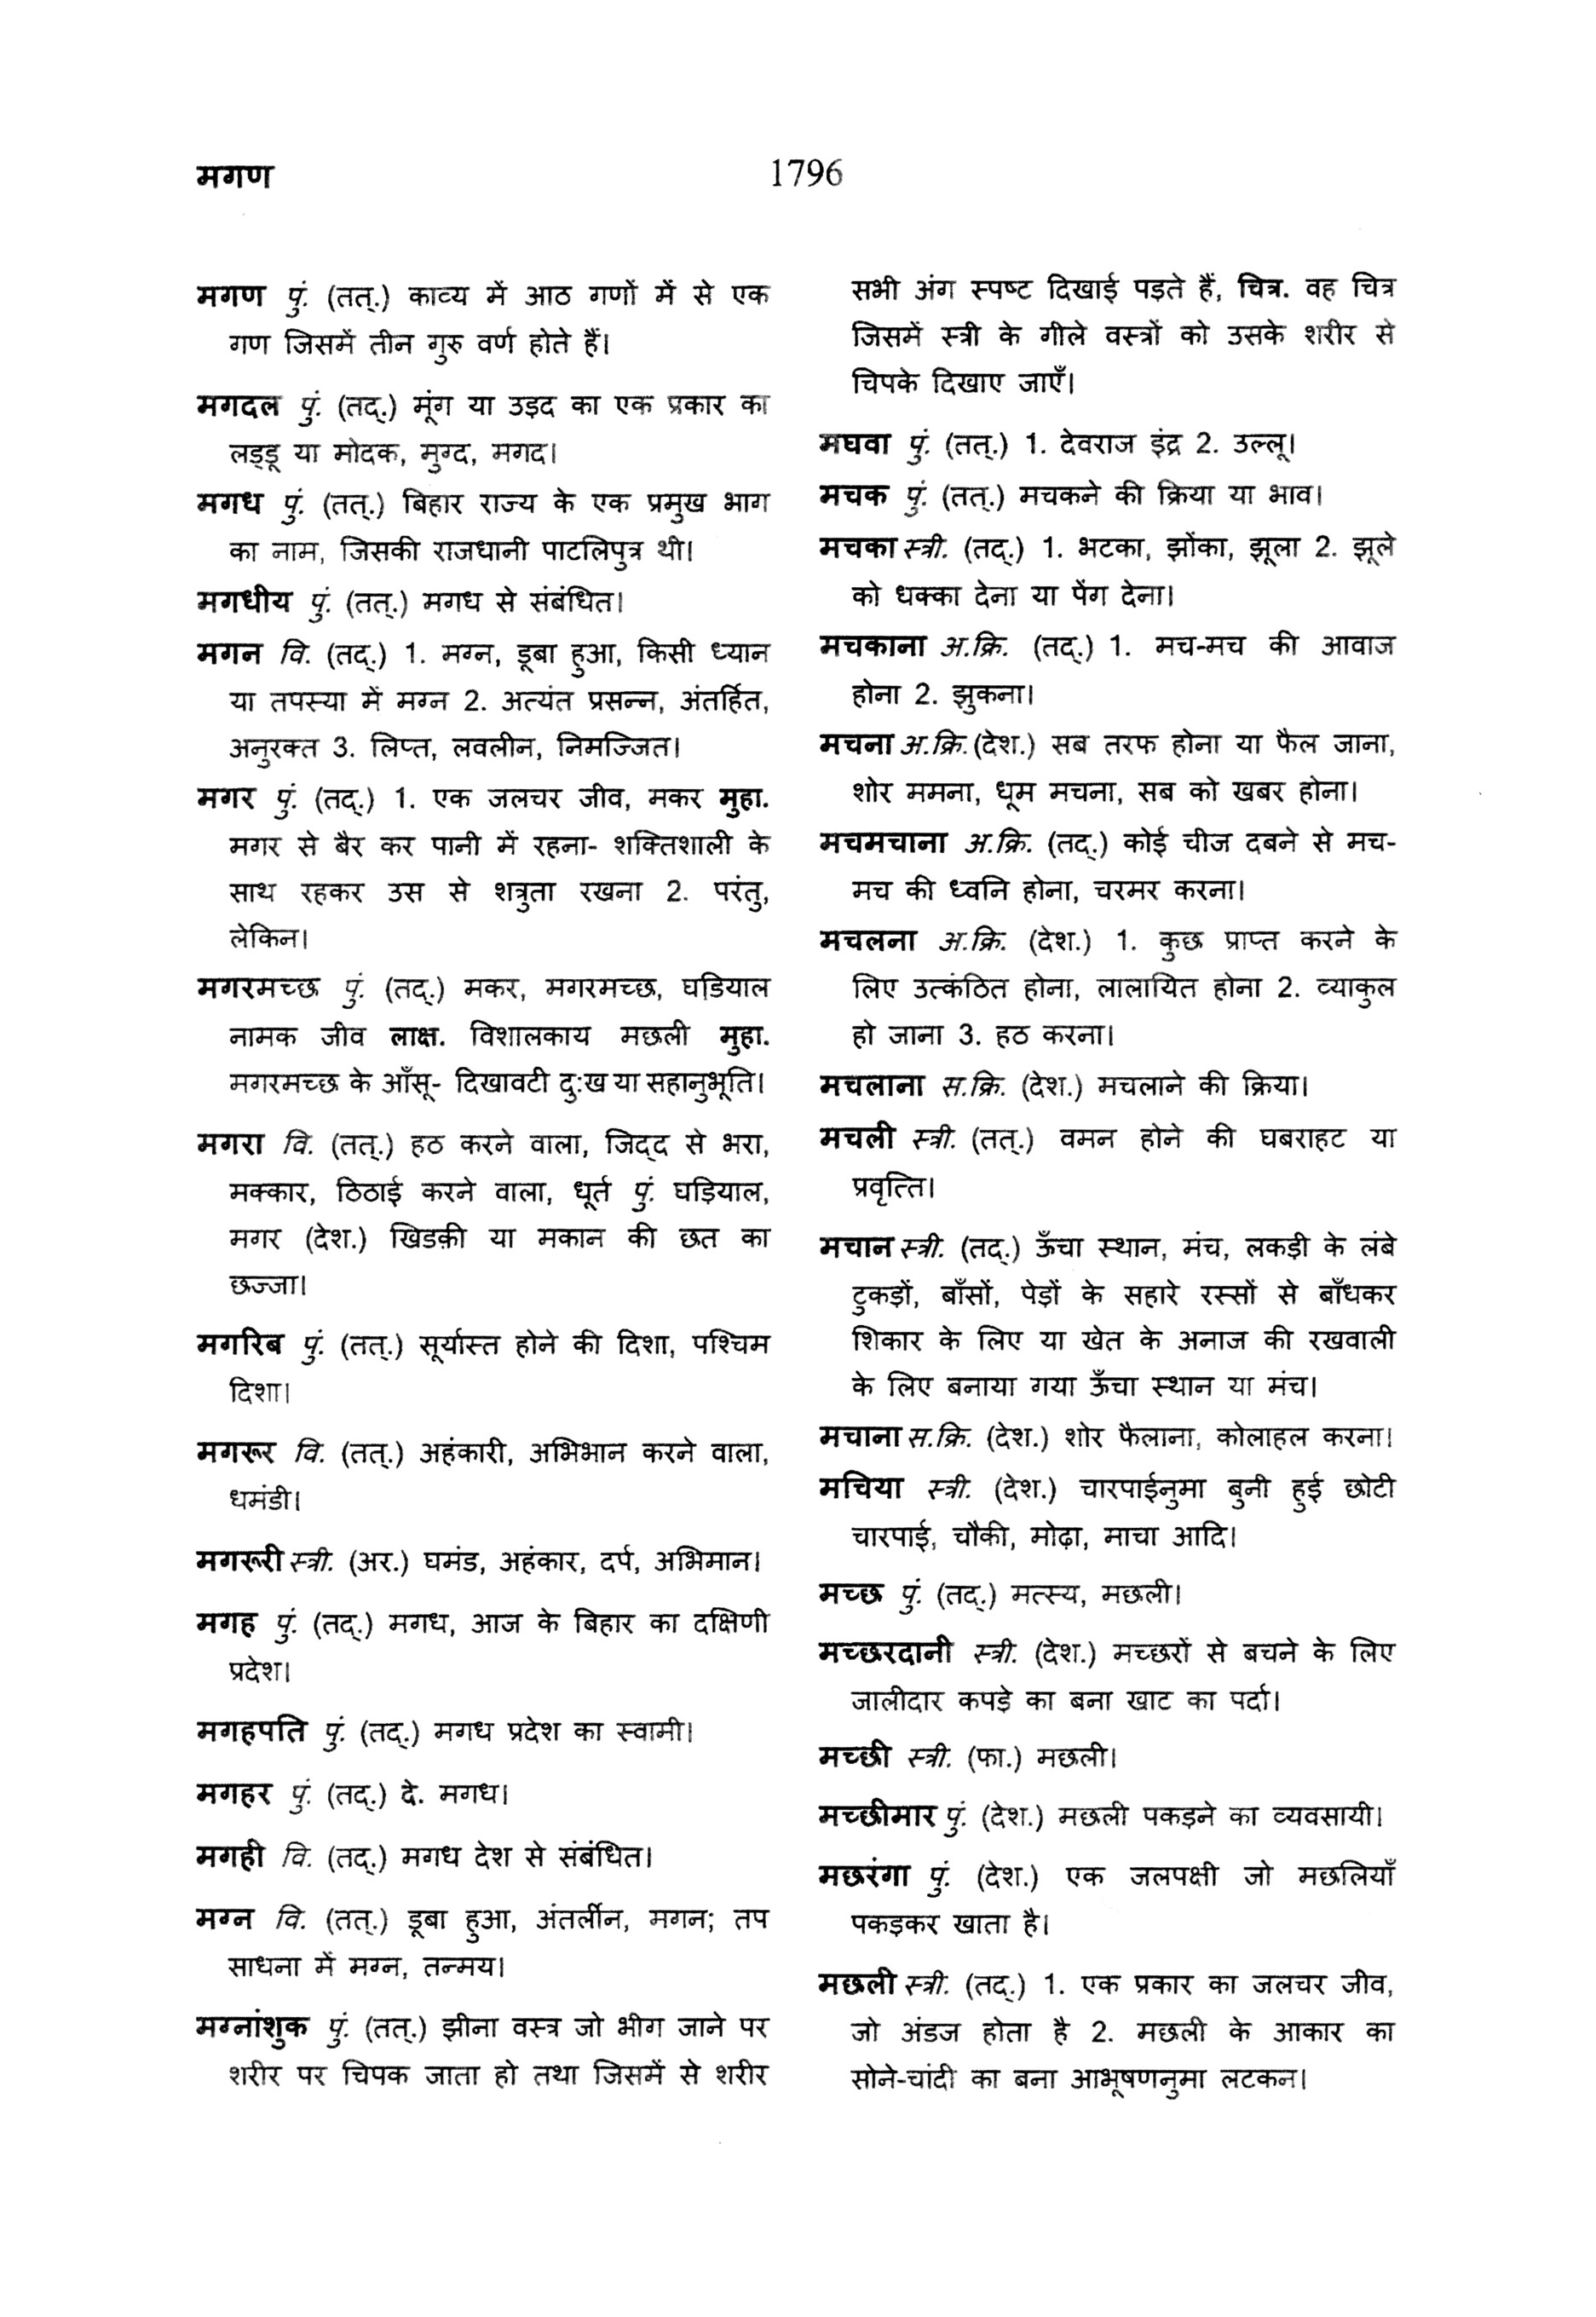 मगण
1796
मगण पुं. (तत्.) काव्य में आठ गणों में से एक
गण जिसमें तीन गुरु वर्ण होते हैं।
मगदल पुं. (तद्.) मूंग या उड़द का एक प्रकार का
लड्डू या मोदक, मुग्द, मगद।
मगध पुं. (तत्.) बिहार राज्य के एक प्रमुख भाग
का नाम, जिसकी राजधानी पाटलिपुत्र थी।
मगधीय पुं. (तत्.) मगध से संबंधित।
मगन वि. (तद्.) 1. मग्न, डूबा हुआ, किसी ध्यान
या तपस्या में मग्न 2. अत्यंत प्रसन्न, अंतर्हित,
अनुरक्त 3. लिप्त, लवलीन, निमज्जित।
मगर पुं. (तद्.) 1. एक जलचर जीव, मकर मुहा.
मगर से बैर कर पानी में रहना- शक्तिशाली के
साथ रहकर उस से शत्रुता रखना 2. परंतु,
लेकिन।
मगरमच्छ पुं. (तद्.) मकर, मगरमच्छ, घडियाल
नामक जीव लाक्ष. विशालकाय मछली मुहा.
मगरमच्छ के आँसू- दिखावटी दु:ख या सहानुभूति।
मगरा वि. (तत्.) हठ करने वाला, जिद्द से भरा,
मक्कार, ठिठाई करने वाला, धूर्त पुं. घड़ियाल,
मगर (देश.) खिडक़ी या मकान की छत का
छज्जा।
मगरिब पुं. (तत्.) सूर्यास्त होने की दिशा, पश्चिम
दिशा।
मगरूर वि. (तत्.) अहंकारी, अभिभान करने वाला,
धमंडी।
मगरूरी स्त्री. (अर.) घमंड, अहंकार, दर्प, अभिमान।
मगह पुं. (तद्.) मगध, आज के बिहार का दक्षिणी
प्रदेश।
मगहपति पुं. (तद्.) मगध प्रदेश का स्वामी।
मगहर पुं. (तद्.) दे. मगध।
मगही वि. (तद्.) मगध देश से संबंधित।
मग्न वि. (तत्.) डूबा हुआ, अंतर्लीन, मगन; तप
साधना में मग्न, तन्मय।
मग्नांशुक पुं. (तत्.) झीना वस्त्र जो भीग जाने पर
शरीर पर चिपक जाता हो तथा जिसमें से शरीर
सभी अंग स्पष्ट दिखाई पड़ते हैं, चित्र. वह चित्र
जिसमें स्त्री के गीले वस्त्रों को उसके शरीर से
चिपके दिखाए जाएँ।
मघवा पुं. (तत्.) 1. देवराज इंद्र 2. उल्लू।
मचक पुं. (तत्.) मचकने की क्रिया या भाव।
मचका स्त्री. (तद्.) 1. भटका, झोंका, झूला 2. झूले
को धक्का देना या पेंग देना।
मचकाना अ.क्रि. (तद्.) 1. मच-मच की आवाज
होना 2. झुकना।
मचना अ.क्रि. (देश.) सब तरफ होना या फैल जाना,
शोर ममना, धूम मचना, सब को खबर होना।
मचमचाना अ.क्रि. (तद्.) कोई चीज दबने से मच-
मच की ध्वनि होना, चरमर करना।
मचलना अ.क्रि. (देश.) 1. कुछ प्राप्त करने के
लिए उत्कंठित होना, लालायित होना 2. व्याकुल
हो जाना 3. हठ करना।
मचलाना स.क्रि. (देश.) मचलाने की क्रिया।
मचली स्त्री. (तत्.) वमन होने की घबराहट या
प्रवृत्ति।
मचान स्त्री. (तद्.) ऊँचा स्थान, मंच, लकड़ी के लंबे
टुकड़ों, बाँसों, पेड़ों के सहारे रस्सों से बाँधकर
शिकार के लिए या खेत के अनाज की रखवाली
के लिए बनाया गया ऊँचा स्थान या मंच।
मचाना स.क्रि. (देश.) शोर फैलाना, कोलाहल करना।
मचिया स्त्री. (देश.) चारपाईनुमा बुनी हुई छोटी
चारपाई, चौकी, मोढ़ा, माचा आदि।
मच्छ पुं. (तद्.) मत्स्य, मछली।
मच्छरदानी स्त्री. (देश.) मच्छरों से बचने के लिए
जालीदार कपड़े का बना खाट का पर्दा।
मच्छी स्त्री. (फा.) मछली।
मच्छीमार पुं. (देश.) मछली पकड़ने का व्यवसायी।
मछरंगा पुं. (देश.) एक जलपक्षी जो मछलियाँ
पकड़कर खाता है।
मछली स्त्री. (तद्.) 1. एक प्रकार का जलचर जीव,
जो अंडज होता है 2. मछली के आकार का
सोने-चांदी का बना आभूषणनुमा लटकन।